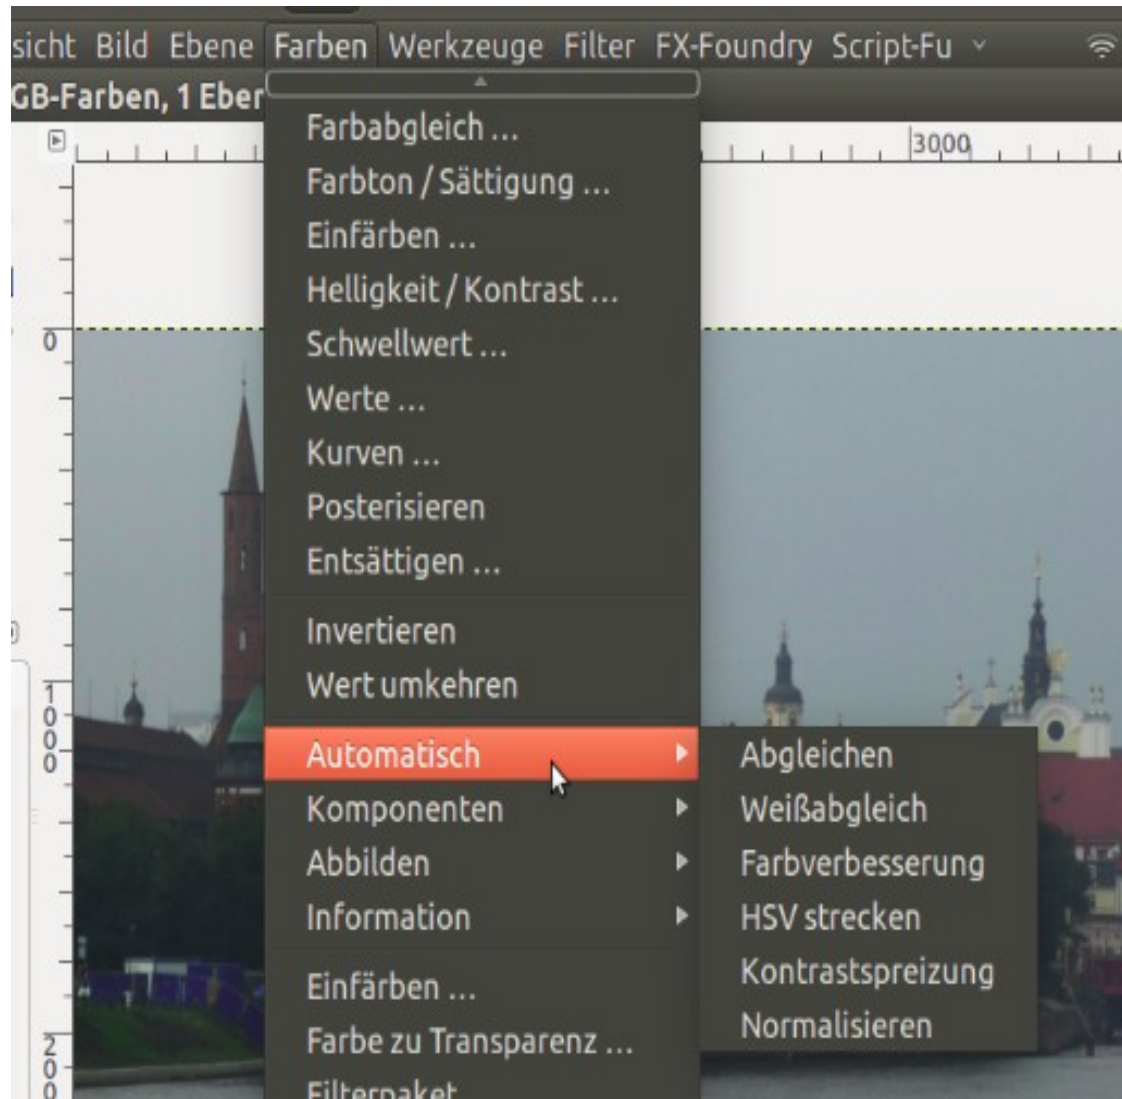 sicht Bild Ebene Farben Werkzeuge Filter FX-Foundry Script-Fu
GB-Farben, 1 Eber
3000
Farbabgleich ...
Farbton / Sättigung ...
Einfärben ...
Helligkeit / Kontrast ...
0
Schwellwert ...
Werte ...
Kurven ...
Posterisieren
Entsättigen ...
Invertieren
Wert umkehren
1000
Automatisch
Komponenten
Abbilden
Information
Abgleichen
Weißabgleich
Farbverbesserung
HSV strecken
Kontrastspreizung
Normalisieren
Einfärben ...
Farbe zu Transparenz ...
200
Filterpaket